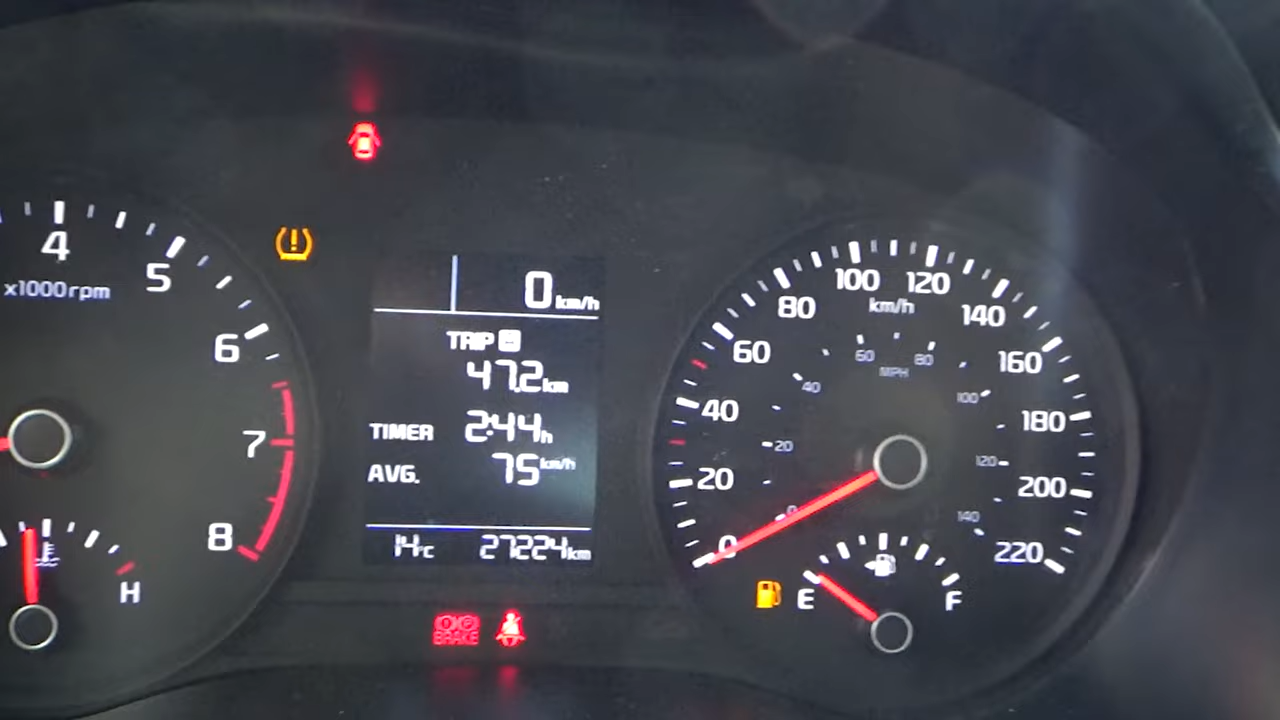 4
5
x1000rpm
6
7
8
H
0 km/h
TRIP B
47.2 km
TIMER 2:44 h
AVG. 75 km/h
14°C 27224 km
BRAKE
0
20
40
60
80
100
120
140
160
180
200
220
km/h
0
20
40
60
80
100
120
140
MPH
E
F